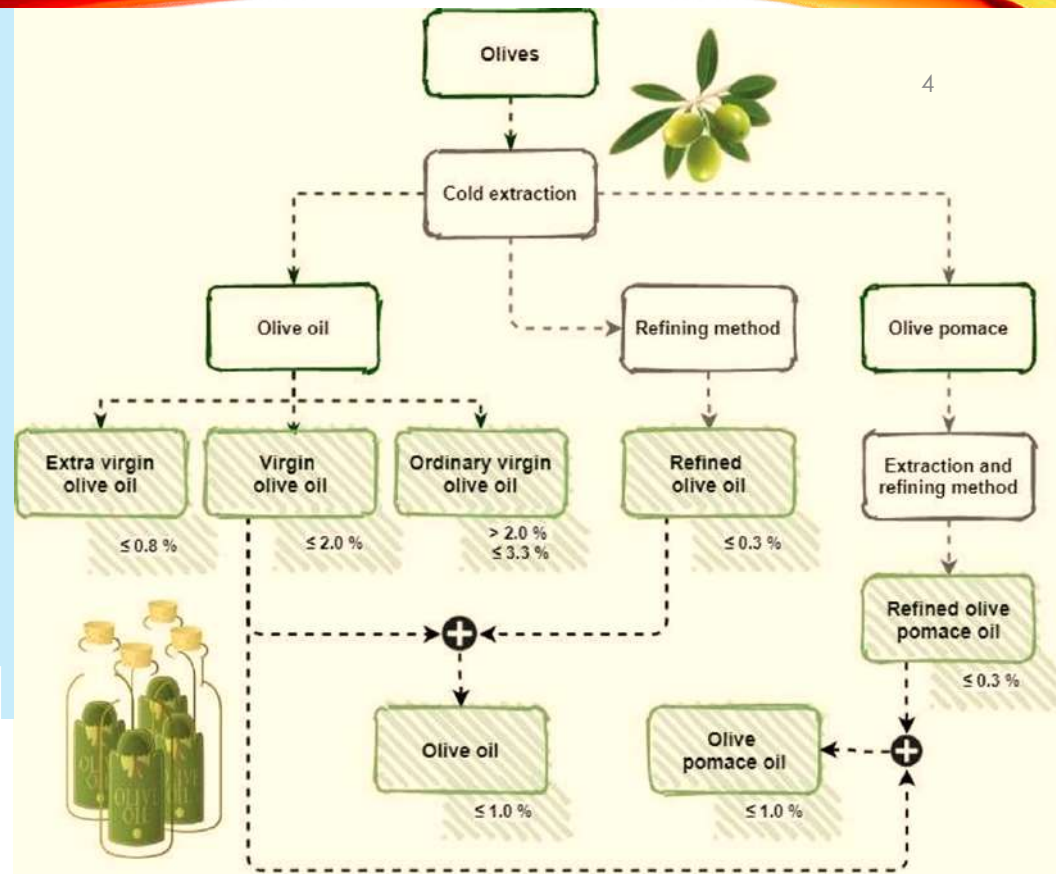 4
Olives
Cold extraction
Olive oil
Refining method
Olive pomace
Extra virgin
olive oil
≤ 0.8 %
Virgin
olive oil
≤ 2.0 %
Ordinary virgin
olive oil
> 2.0 %
≤ 3.3 %
Refined
olive oil
≤ 0.3 %
Extraction and
refining method
Refined olive
pomace oil
≤ 0.3 %
Olive oil
≤ 1.0 %
Olive
pomace oil
≤ 1.0 %
OLIVE
OIL